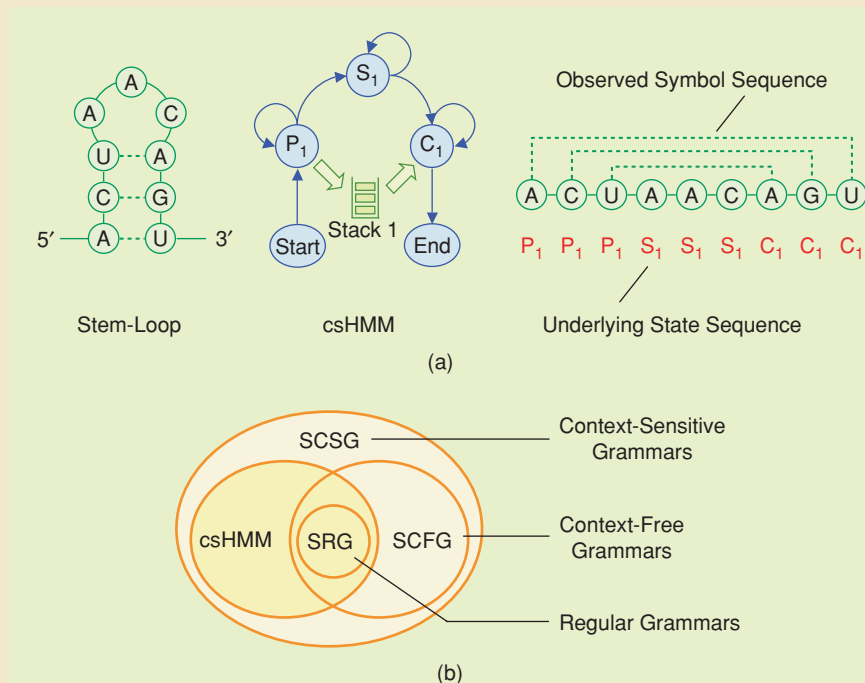 A
A C
U A
C G
5′ A U 3′
Stem-Loop
S₁
P₁ C₁
Start Stack 1 End
csHMM
Observed Symbol Sequence
A C U A A C A G U
P₁ P₁ P₁ S₁ S₁ S₁ C₁ C₁ C₁
Underlying State Sequence
(a)
SCSG
csHMM SRG SCFG
Context-Sensitive
Grammars
Context-Free
Grammars
Regular Grammars
(b)